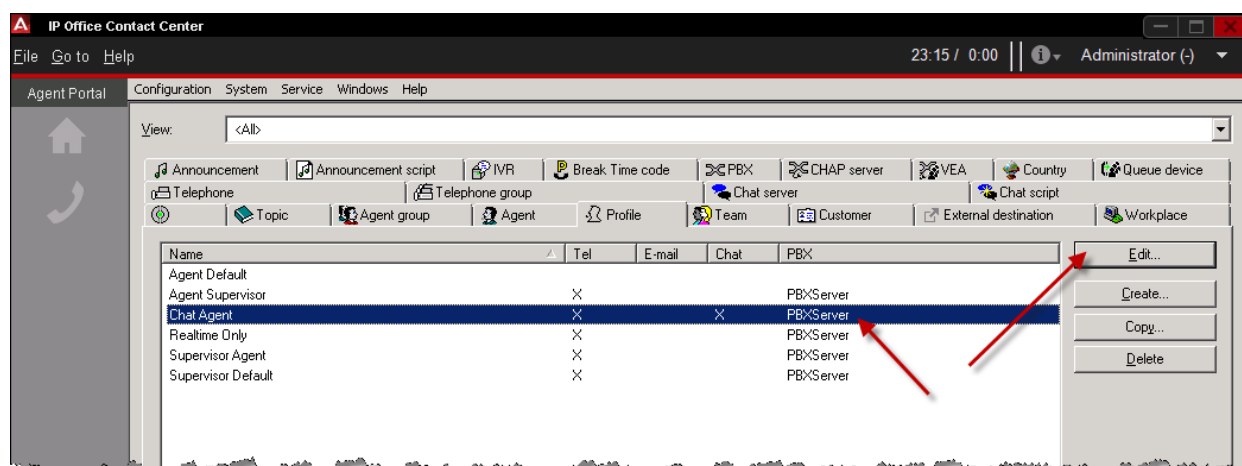 IP Office Contact Center
File Go to Help 23:15 / 0:00 Administrator (-)
Agent Portal Configuration System Service Windows Help
View: <All>
Announcement Announcement script IVR Break Time code PBX CHAP server VEA Country Queue device
Telephone Telephone group Chat server Chat script
Topic Agent group Agent Profile Team Customer External destination Workplace
Name Tel E-mail Chat PBX Edit...
Agent Default
Agent Supervisor X PBXServer Create...
Chat Agent X X PBXServer
Realtime Only X PBXServer Copy...
Supervisor Agent X PBXServer Delete
Supervisor Default X PBXServer